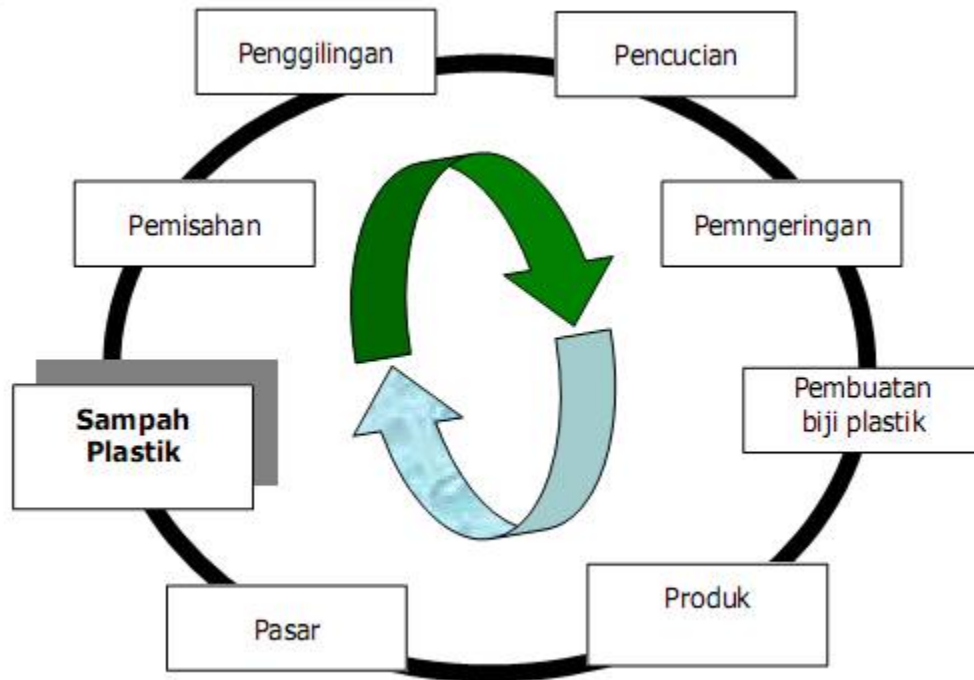 Penggilingan
Pencucian
Pemisahan
Pemngeringan
Sampah
Plastik
Pembuatan
biji plastik
Pasar
Produk